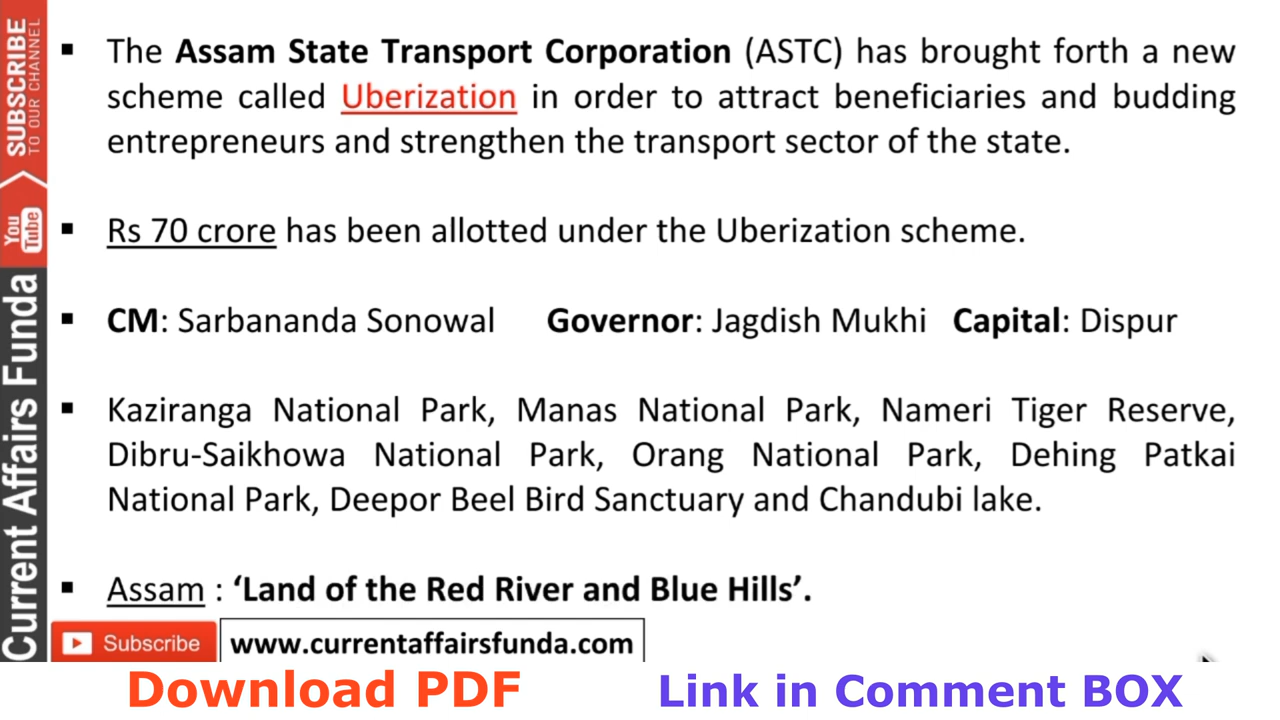 SUBSCRIBE
TO OUR CHANNEL
You
Tube
Current Affairs Funda
▪ The Assam State Transport Corporation (ASTC) has brought forth a new
scheme called Uberization in order to attract beneficiaries and budding
entrepreneurs and strengthen the transport sector of the state.
▪ Rs 70 crore has been allotted under the Uberization scheme.
▪ CM: Sarbananda Sonowal Governor: Jagdish Mukhi Capital: Dispur
▪ Kaziranga National Park, Manas National Park, Nameri Tiger Reserve,
Dibru-Saikhowa National Park, Orang National Park, Dehing Patkai
National Park, Deepor Beel Bird Sanctuary and Chandubi lake.
▪ Assam : ‘Land of the Red River and Blue Hills’.
Subscribe www.currentaffairsfunda.com
Download PDF Link in Comment BOX